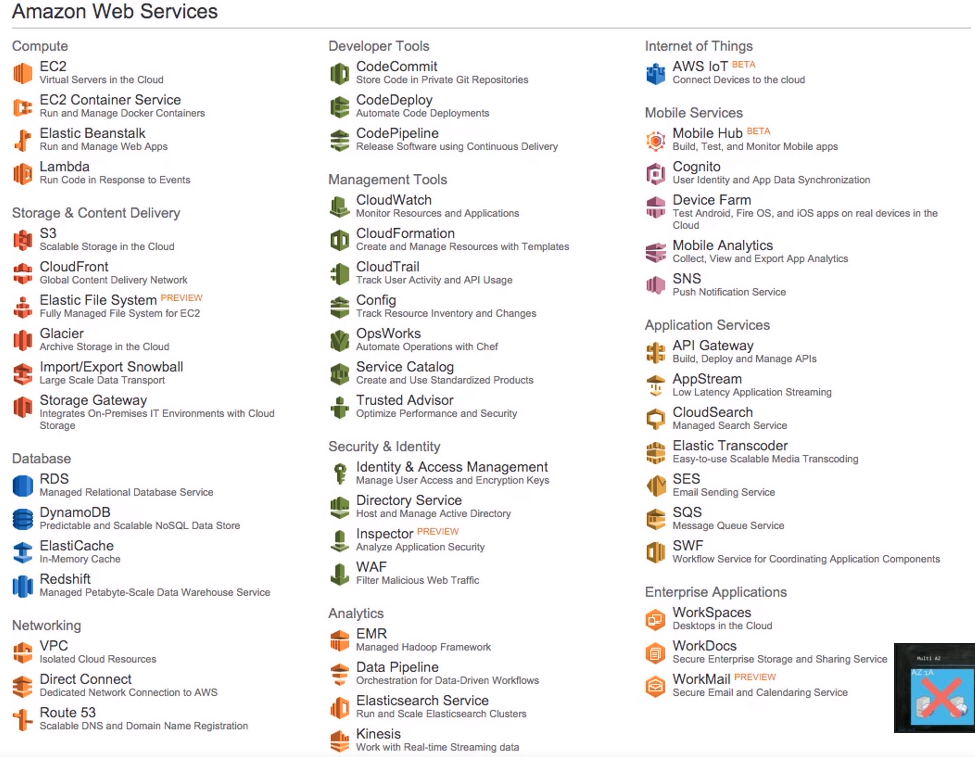 Amazon Web Services
Compute
EC2
Virtual Servers in the Cloud
EC2 Container Service
Run and Manage Docker Containers
Elastic Beanstalk
Run and Manage Web Apps
Lambda
Run Code in Response to Events
Storage & Content Delivery
S3
Scalable Storage in the Cloud
CloudFront
Global Content Delivery Network
Elastic File System PREVIEW
Fully Managed File System for EC2
Glacier
Archive Storage in the Cloud
Import/Export Snowball
Large Scale Data Transport
Storage Gateway
Integrates On-Premises IT Environments with Cloud
Storage
Database
RDS
Managed Relational Database Service
DynamoDB
Predictable and Scalable NoSQL Data Store
ElastiCache
In-Memory Cache
Redshift
Managed Petabyte-Scale Data Warehouse Service
Networking
VPC
Isolated Cloud Resources
Direct Connect
Dedicated Network Connection to AWS
Route 53
Scalable DNS and Domain Name Registration
Developer Tools
CodeCommit
Store Code in Private Git Repositories
CodeDeploy
Automate Code Deployments
CodePipeline
Release Software using Continuous Delivery
Management Tools
CloudWatch
Monitor Resources and Applications
CloudFormation
Create and Manage Resources with Templates
CloudTrail
Track User Activity and API Usage
Config
Track Resource Inventory and Changes
OpsWorks
Automate Operations with Chef
Service Catalog
Create and Use Standardized Products
Trusted Advisor
Optimize Performance and Security
Security & Identity
Identity & Access Management
Manage User Access and Encryption Keys
Directory Service
Host and Manage Active Directory
Inspector PREVIEW
Analyze Application Security
WAF
Filter Malicious Web Traffic
Analytics
EMR
Managed Hadoop Framework
Data Pipeline
Orchestration for Data-Driven Workflows
Elasticsearch Service
Run and Scale Elasticsearch Clusters
Kinesis
Work with Real-time Streaming data
Internet of Things
AWS IoT BETA
Connect Devices to the cloud
Mobile Services
Mobile Hub BETA
Build, Test, and Monitor Mobile apps
Cognito
User Identity and App Data Synchronization
Device Farm
Test Android, Fire OS, and iOS apps on real devices in the
Cloud
Mobile Analytics
Collect, View and Export App Analytics
SNS
Push Notification Service
Application Services
API Gateway
Build, Deploy and Manage APIs
AppStream
Low Latency Application Streaming
CloudSearch
Managed Search Service
Elastic Transcoder
Easy-to-use Scalable Media Transcoding
SES
Email Sending Service
SQS
Message Queue Service
SWF
Workflow Service for Coordinating Application Components
Enterprise Applications
WorkSpaces
Desktops in the Cloud
WorkDocs
Secure Enterprise Storage and Sharing Service
WorkMail PREVIEW
Secure Email and Calendaring Service
Multi AZ